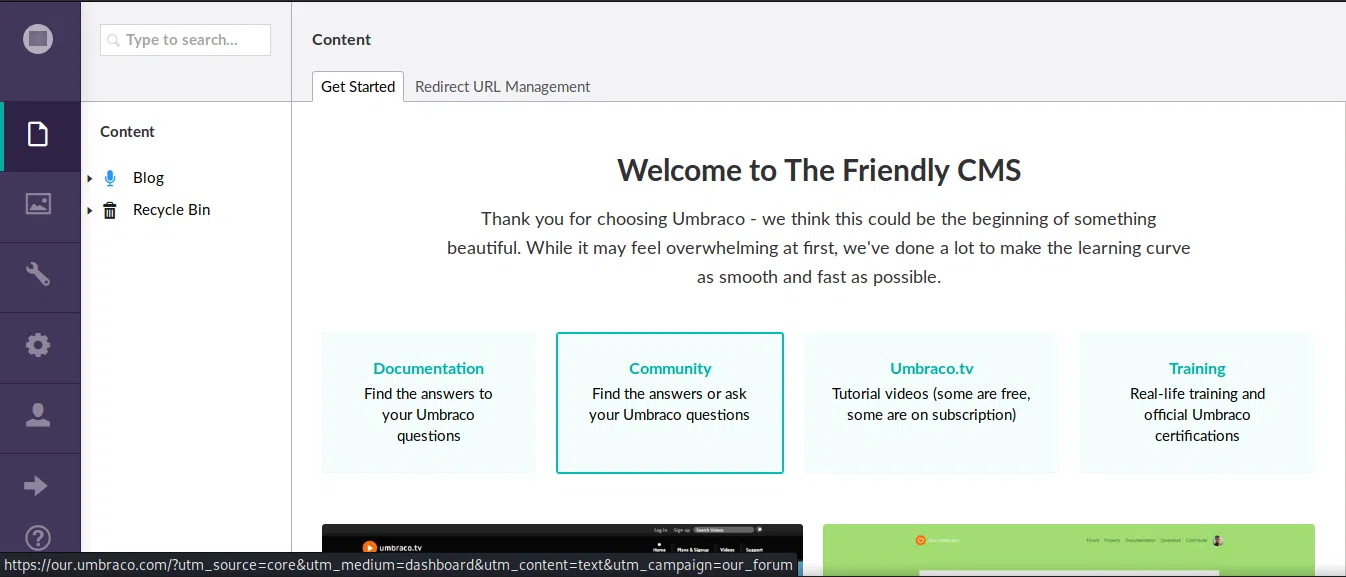 Type to search...
Content
Get Started
Redirect URL Management
Content
Blog
Recycle Bin
Welcome to The Friendly CMS
Thank you for choosing Umbraco - we think this could be the beginning of something
beautiful. While it may feel overwhelming at first, we've done a lot to make the learning curve
as smooth and fast as possible.
Documentation
Find the answers to
your Umbraco
questions
Community
Find the answers or ask
your Umbraco questions
Umbraco.tv
Tutorial videos (some are free,
some are on subscription)
Training
Real-life training and
official Umbraco
certifications
Log in Sign up Search Videos
umbraco.tv
Home Plans & Signup Videos Support
Our Umbraco
Forum Projects Documentation Download Contribute
https://our.umbraco.com/?utm_source=core&utm_medium=dashboard&utm_content=text&utm_campaign=our_forum